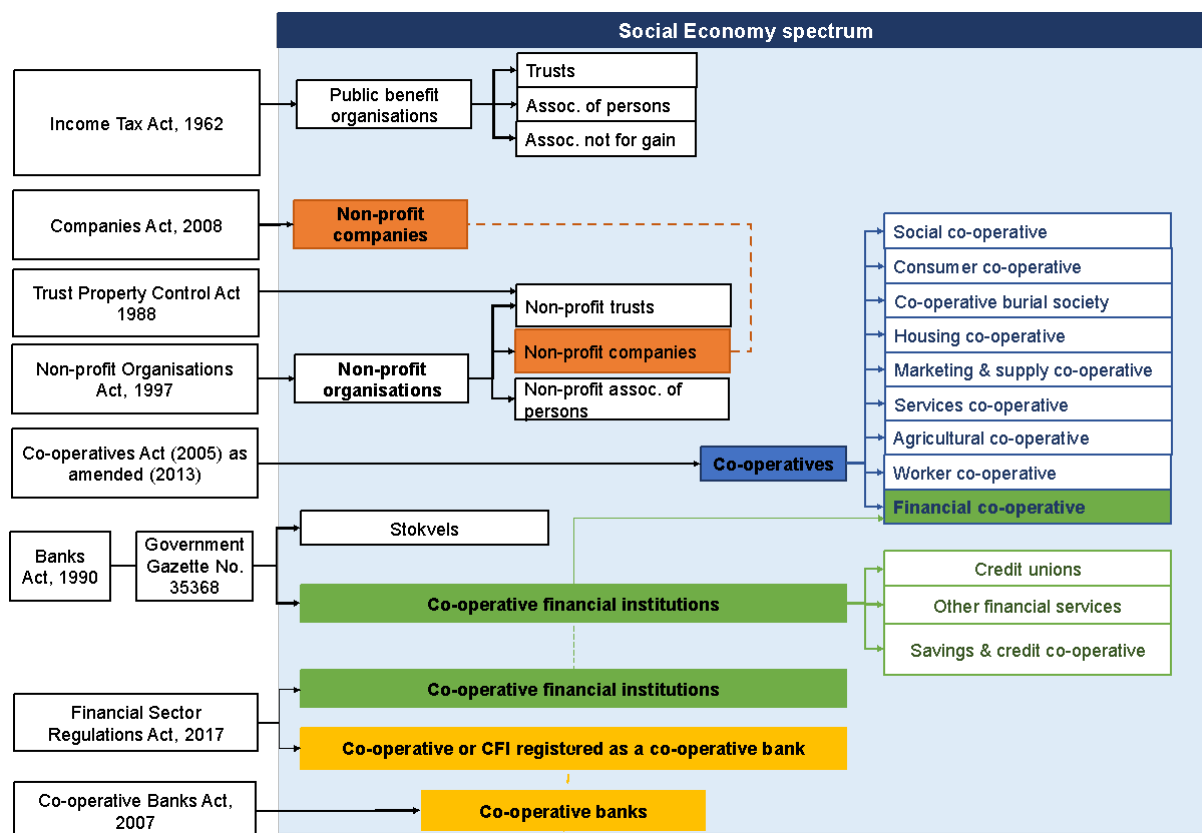 Social Economy spectrum
Income Tax Act, 1962
Public benefit
organisations
Trusts
Assoc. of persons
Assoc. not for gain
Companies Act, 2008
Non-profit
companies
Trust Property Control Act
1988
Non-profit trusts
Non-profit companies
Non-profit assoc. of
persons
Non-profit Organisations
Act, 1997
Non-profit
organisations
Co-operatives Act (2005) as
amended (2013)
Co-operatives
Social co-operative
Consumer co-operative
Co-operative burial society
Housing co-operative
Marketing & supply co-operative
Services co-operative
Agricultural co-operative
Worker co-operative
Financial co-operative
Banks
Act, 1990
Government
Gazette No.
35368
Stokvels
Co-operative financial institutions
Credit unions
Other financial services
Savings & credit co-operative
Financial Sector
Regulations Act, 2017
Co-operative financial institutions
Co-operative or CFI registered as a co-operative bank
Co-operative Banks Act,
2007
Co-operative banks